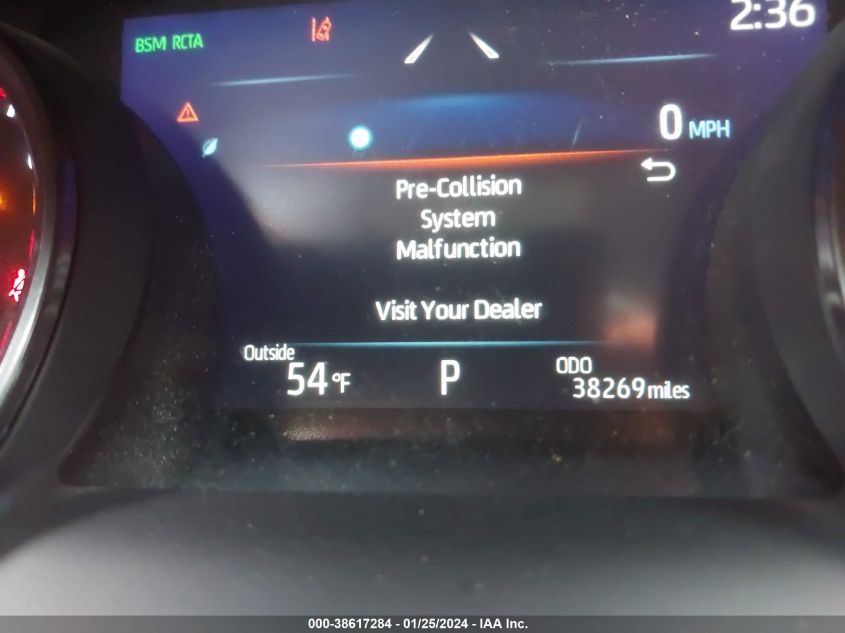 2:36
BSM RCTA
0 MPH
Pre-Collision
System
Malfunction
Visit Your Dealer
Outside
54 °F
P
ODO
38269 miles
000-38617284 - 01/25/2024 - IAA Inc.